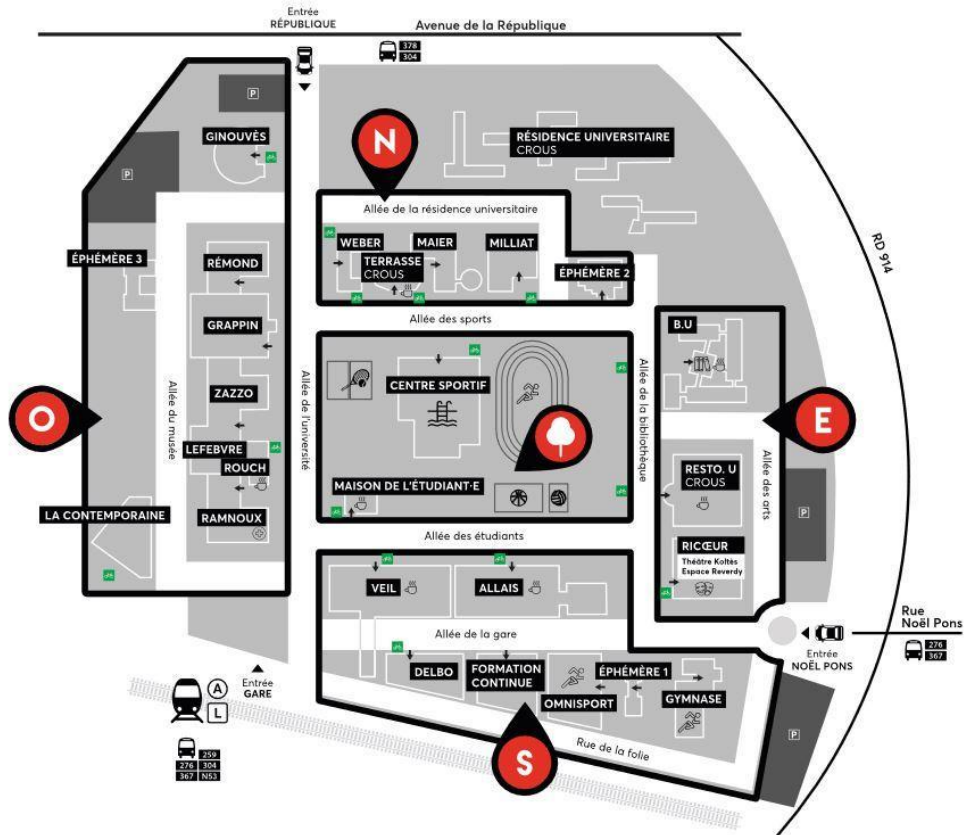 Entrée
RÉPUBLIQUE
Avenue de la République
378
304
P
GINOUVÈS
P
N
RÉSIDENCE UNIVERSITAIRE
CROUS
Allée de la résidence universitaire
RD 914
WEBER
MAIER
MILLIAT
TERRASSE
CROUS
ÉPHÉMÈRE 2
ÉPHÉMÈRE 3
RÉMOND
Allée des sports
GRAPPIN
B.U
CENTRE SPORTIF
ZAZZO
Allée du musée
Allée de l'université
Allée de la bibliothèque
O
E
LEFEBVRE
ROUCH
MAISON DE L'ÉTUDIANT·E
RESTO. U
CROUS
Allée des arts
LA CONTEMPORAINE
RAMNOUX
P
Allée des étudiants
RICŒUR
Théâtre Koltès
Espace Reverdy
VEIL
ALLAIS
Rue
Noël Pons
Allée de la gare
Entrée
NOËL PONS
276
367
Entrée
GARE
DELBO
FORMATION
CONTINUE
ÉPHÉMÈRE 1
OMNISPORT
GYMNASE
A
L
P
Rue de la folie
S
259
276 304
367 N53